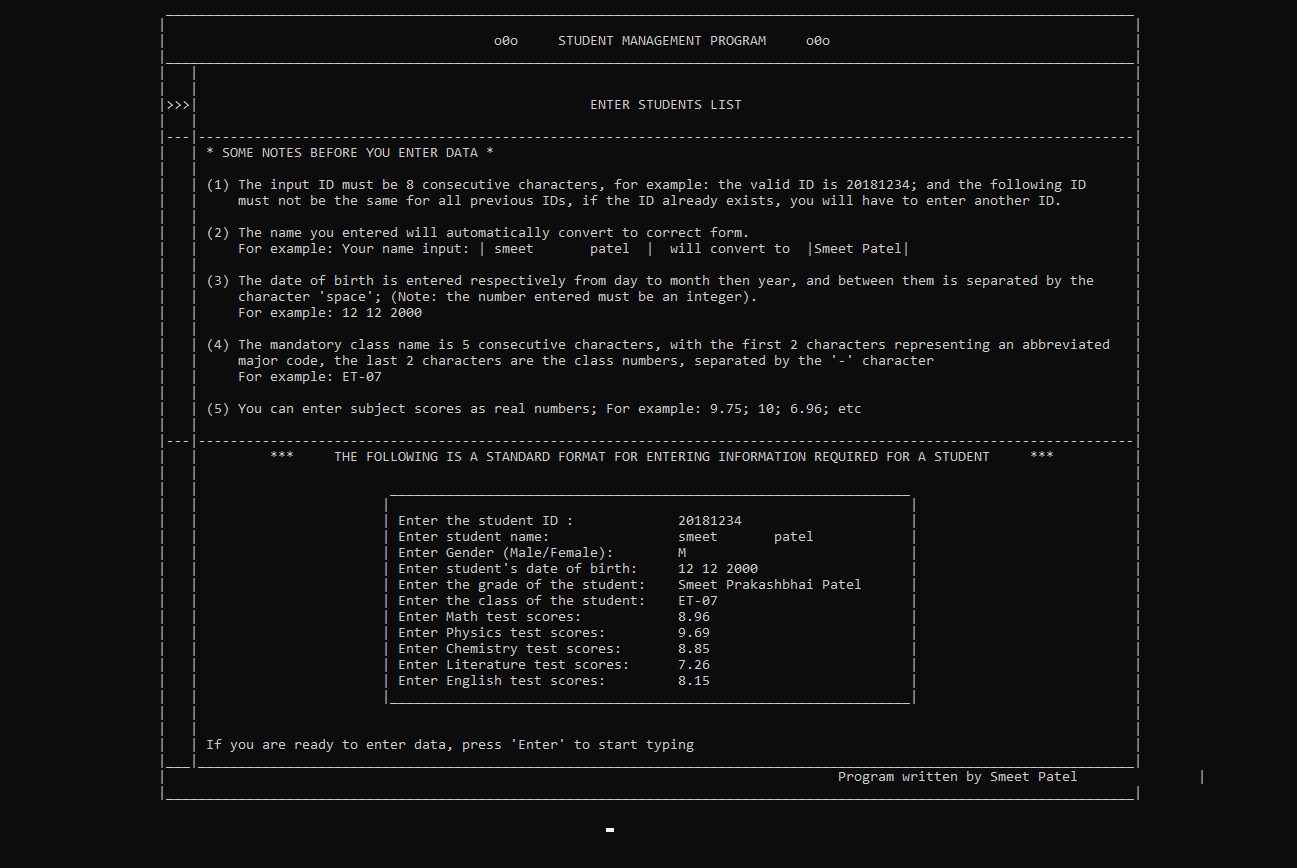 o0o STUDENT MANAGEMENT PROGRAM o0o
>>> ENTER STUDENTS LIST
* SOME NOTES BEFORE YOU ENTER DATA *
(1) The input ID must be 8 consecutive characters, for example: the valid ID is 20181234; and the following ID
must not be the same for all previous IDs, if the ID already exists, you will have to enter another ID.
(2) The name you entered will automatically convert to correct form.
For example: Your name input: | smeet       patel  |  will convert to  |Smeet Patel|
(3) The date of birth is entered respectively from day to month then year, and between them is separated by the
character 'space'; (Note: the number entered must be an integer).
For example: 12 12 2000
(4) The mandatory class name is 5 consecutive characters, with the first 2 characters representing an abbreviated
major code, the last 2 characters are the class numbers, separated by the '-' character
For example: ET-07
(5) You can enter subject scores as real numbers; For example: 9.75; 10; 6.96; etc
*** THE FOLLOWING IS A STANDARD FORMAT FOR ENTERING INFORMATION REQUIRED FOR A STUDENT ***
Enter the student ID : 20181234
Enter student name: smeet       patel
Enter Gender (Male/Female): M
Enter student's date of birth: 12 12 2000
Enter the grade of the student: Smeet Prakashbhai Patel
Enter the class of the student: ET-07
Enter Math test scores: 8.96
Enter Physics test scores: 9.69
Enter Chemistry test scores: 8.85
Enter Literature test scores: 7.26
Enter English test scores: 8.15
If you are ready to enter data, press 'Enter' to start typing
Program written by Smeet Patel